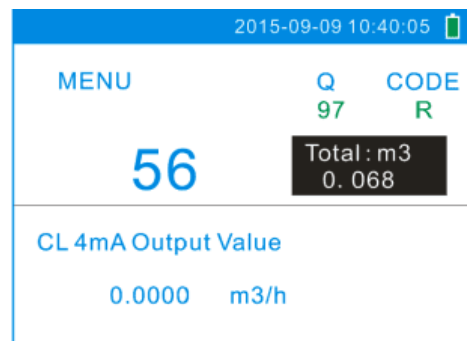 2015-09-09 10:40:05
MENU Q CODE
97 R
56 Total: m3
0.068
CL 4mA Output Value
0.0000 m3/h